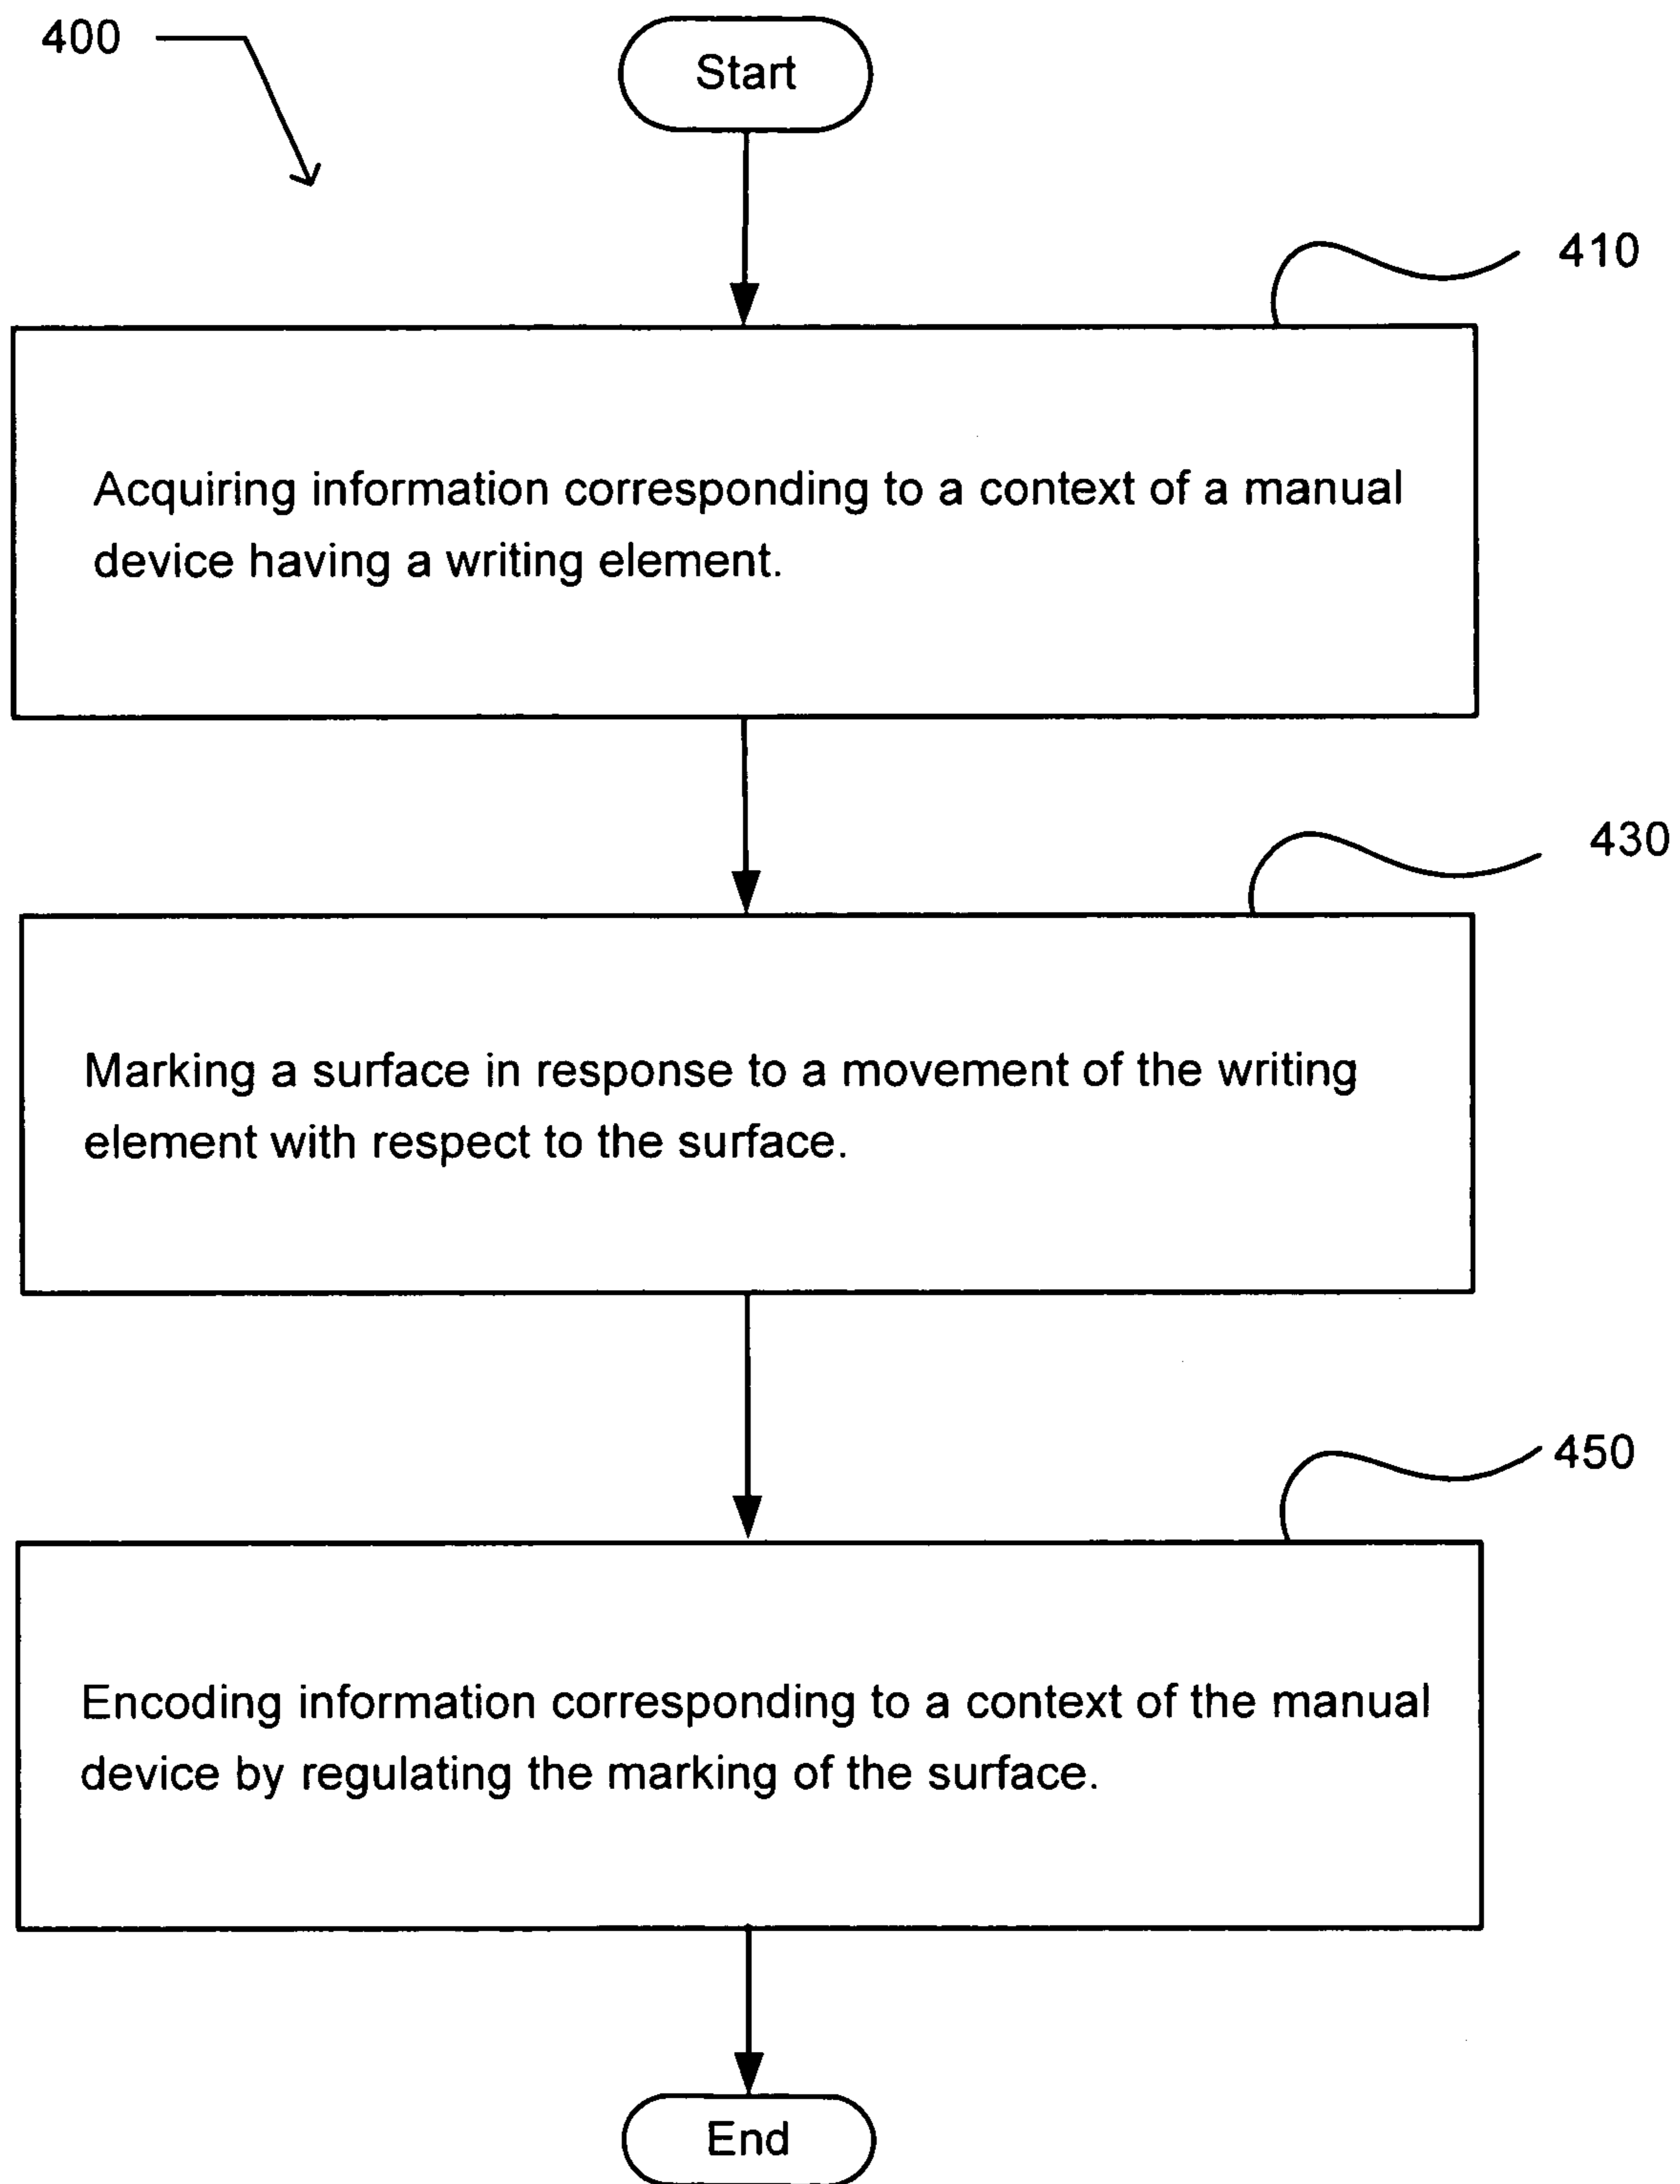 400
Start
410
Acquiring information corresponding to a context of a manual
device having a writing element.
430
Marking a surface in response to a movement of the writing
element with respect to the surface.
450
Encoding information corresponding to a context of the manual
device by regulating the marking of the surface.
End